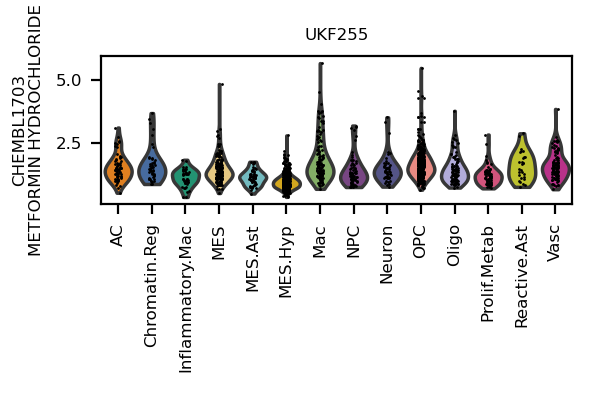 UKF255
CHEMBL1703
METFORMIN HYDROCHLORIDE
5.0
2.5
AC
Chromatin.Reg
Inflammatory.Mac
MES
MES.Ast
MES.Hyp
Mac
NPC
Neuron
OPC
Oligo
Prolif.Metab
Reactive.Ast
Vasc